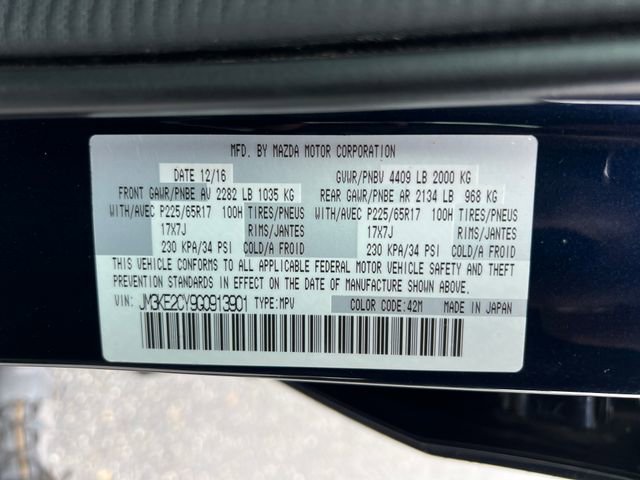 MFD. BY MAZDA MOTOR CORPORATION
DATE 12/16 GVWR/PNBV 4409 LB 2000 KG
FRONT GAWR/PNBE AV 2282 LB 1035 KG REAR GAWR/PNBE AR 2134 LB 968 KG
WITH/AVEC P225/65R17 100H TIRES/PNEUS WITH/AVEC P225/65R17 100H TIRES/PNEUS
17X7J RIMS/JANTES 17X7J RIMS/JANTES
230 KPA/34 PSI COLD/A FROID 230 KPA/34 PSI COLD/A FROID
THIS VEHICLE CONFORMS TO ALL APPLICABLE FEDERAL MOTOR VEHICLE SAFETY AND THEFT
PREVENTION STANDARDS IN EFFECT ON THE DATE OF MANUFACTURE SHOWN ABOVE.
VIN: JM3KE2CY9G0913901 TYPE: MPV COLOR CODE: 42M MADE IN JAPAN